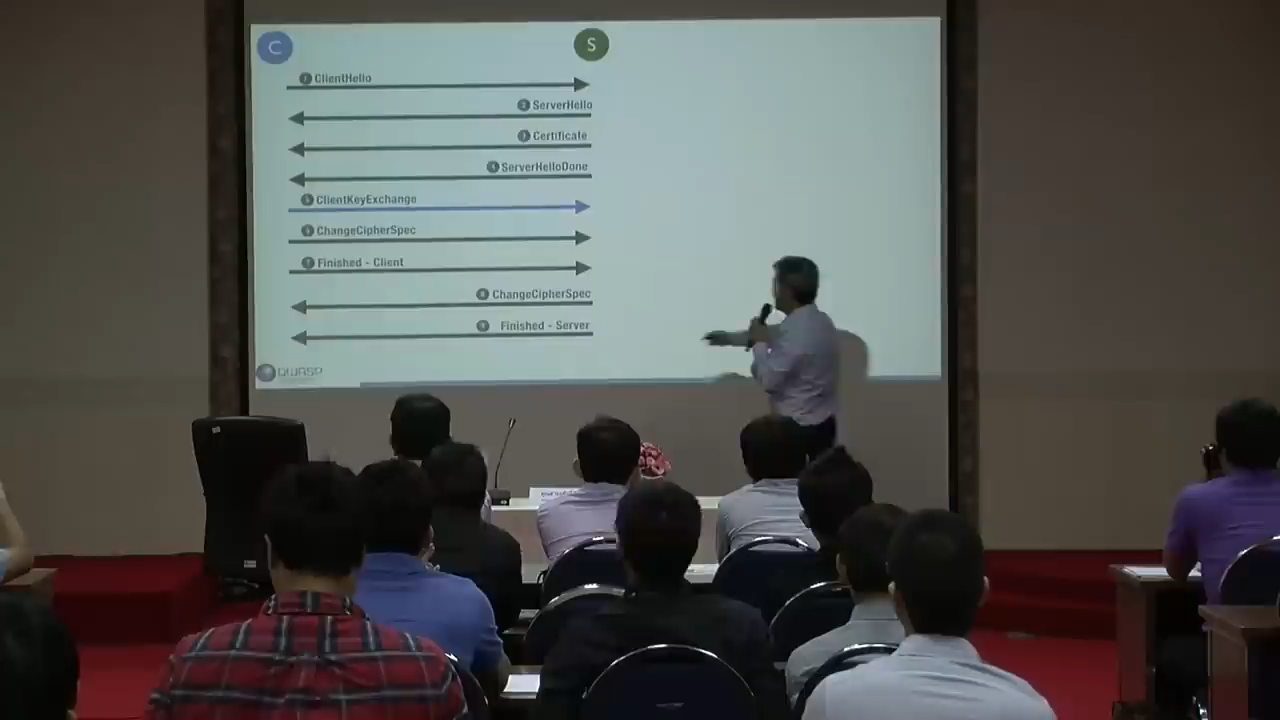 C
S
1 ClientHello
2 ServerHello
3 Certificate
4 ServerHelloDone
5 ClientKeyExchange
6 ChangeCipherSpec
7 Finished - Client
8 ChangeCipherSpec
9 Finished - Server
OWASP